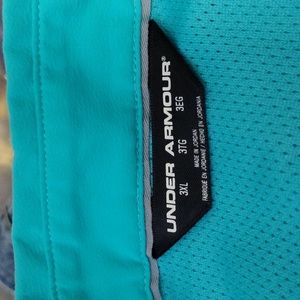 UNDER ARMOUR®
3XL 3TG 3EG
MADE IN JORDAN
FABRIQUÉ EN JORDANIE / HECHO EN JORDANIA